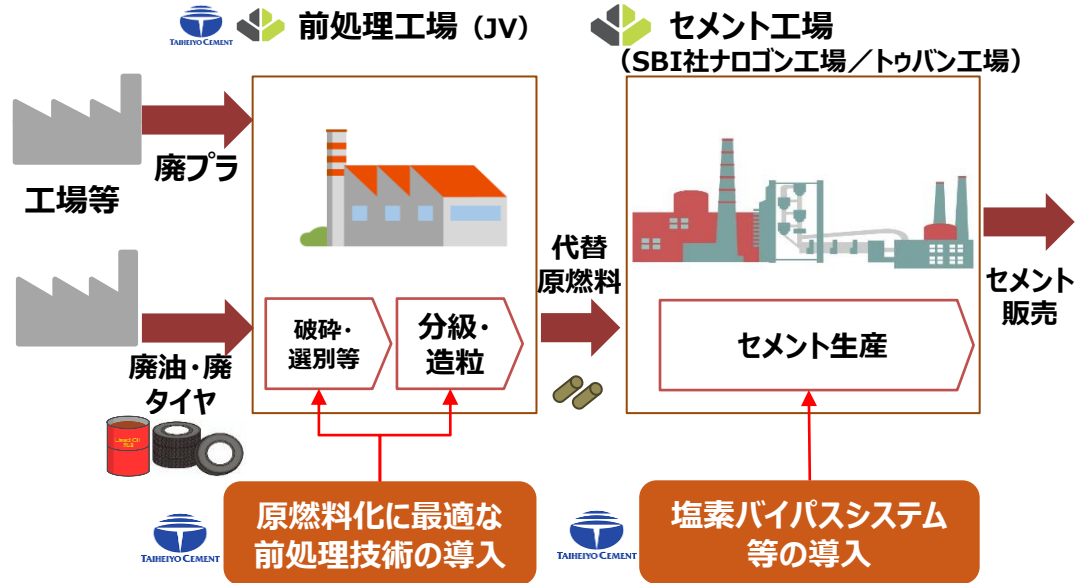 TAIHEIYO CEMENT
前処理工場（JV）
セメント工場
（SBI社ナロゴン工場／トゥバン工場）
廃プラ
工場等
代替
原燃料
セメント
販売
破砕・
選別等
分級・
造粒
セメント生産
廃油・廃
タイヤ
Used Oil
TAIHEIYO CEMENT
原燃料化に最適な
前処理技術の導入
TAIHEIYO CEMENT
塩素バイパスシステム
等の導入